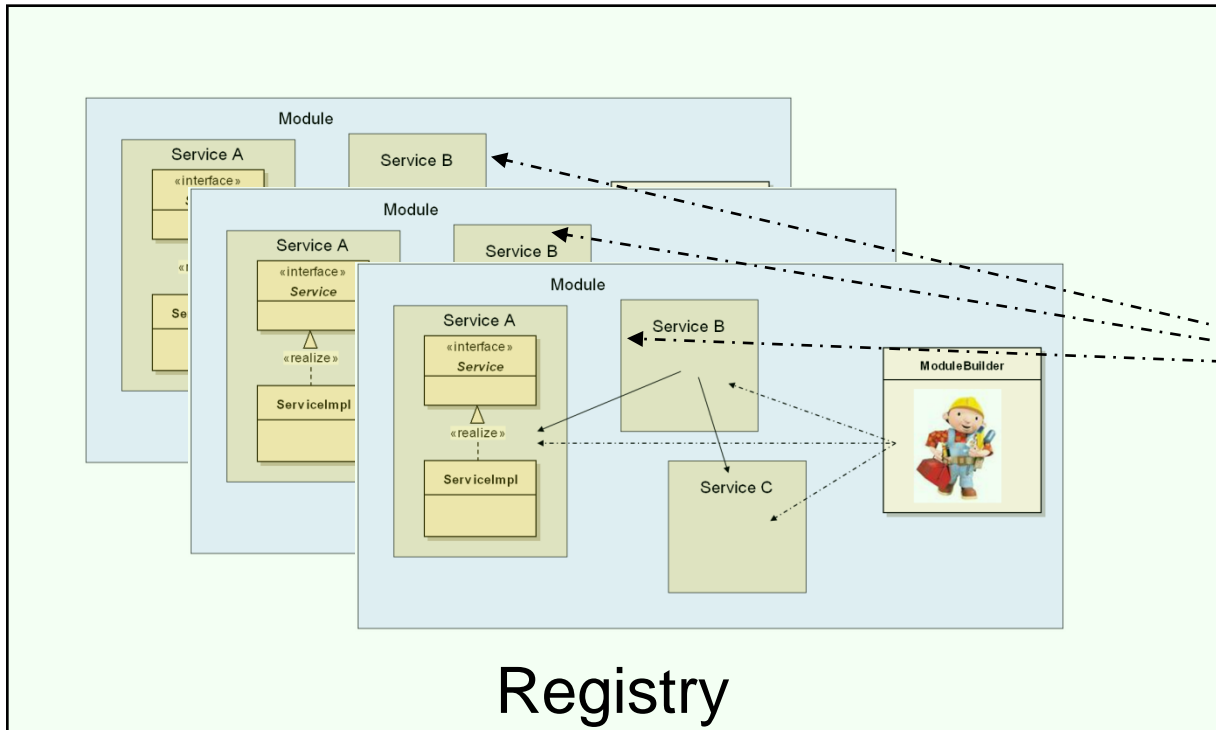 Module
Service A
Service B
«interface»
Module
Service A
Service B
«interface»
Service
«realize»
ServiceImpl
Module
Service A
Service B
«interface»
Service
ModuleBuilder
«realize»
ServiceImpl
Service C
Registry